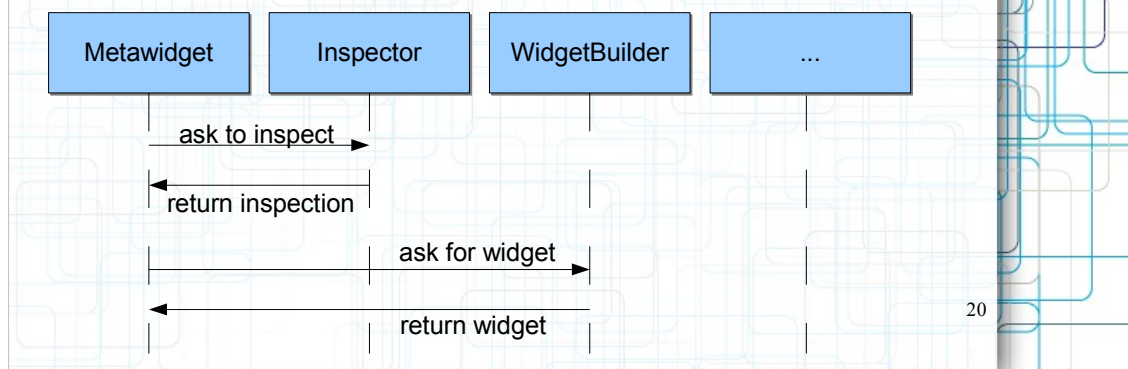 Metawidget
Inspector
WidgetBuilder
...
ask to inspect
return inspection
ask for widget
return widget
20